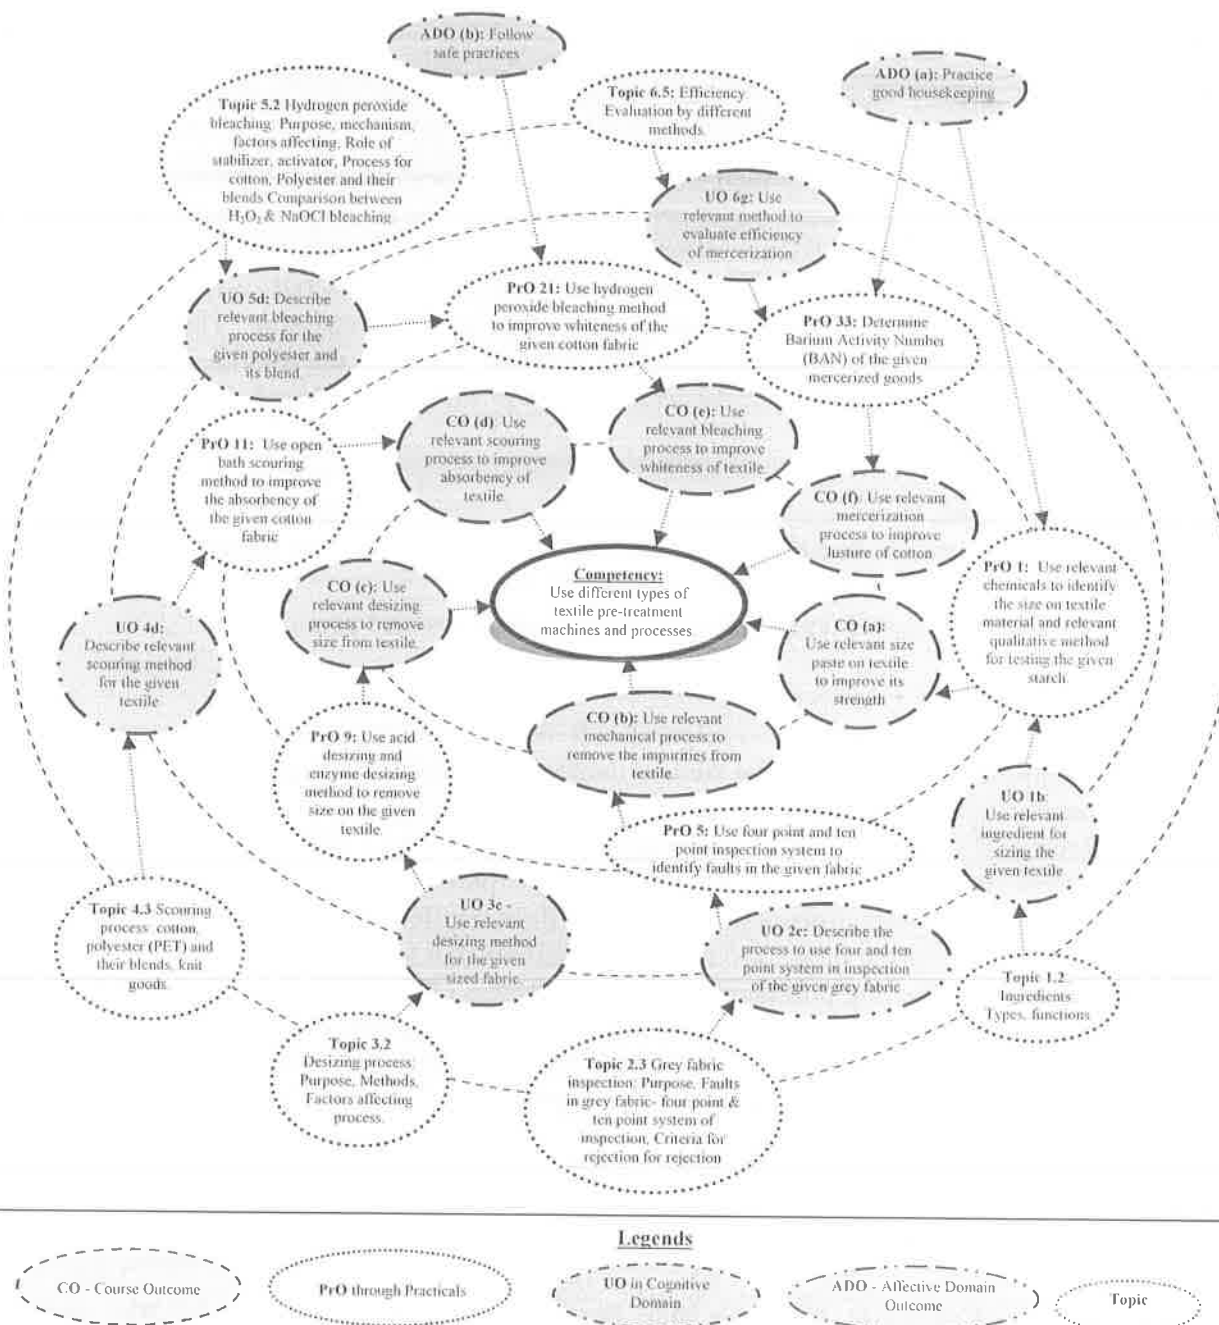 ADO (b): Follow
safe practices
ADO (a): Practice
good housekeeping
Topic 5.2 Hydrogen peroxide
bleaching: Purpose, mechanism,
factors affecting, Role of
stabilizer, activator, Process for
cotton, Polyester and their
blends Comparison between
H₂O₂ & NaOCl bleaching.
Topic 6.5: Efficiency
Evaluation by different
methods.
UO 6g: Use
relevant method to
evaluate efficiency
of mercerization
UO 5d: Describe
relevant bleaching
process for the
given polyester and
its blend.
PrO 21: Use hydrogen
peroxide bleaching method
to improve whiteness of the
given cotton fabric
PrO 33: Determine
Barium Activity Number
(BAN) of the given
mercerized goods
PrO 11: Use open
bath scouring
method to improve
the absorbency of
the given cotton
fabric
CO (d) Use
relevant scouring
process to improve
absorbency of
textile.
CO (e): Use
relevant bleaching
process to improve
whiteness of textile.
CO (f): Use relevant
mercerization
process to improve
lusture of cotton
PrO 1: Use relevant
chemicals to identify
the size on textile
material and relevant
qualitative method
for testing the given
starch
CO (c): Use
relevant desizing
process to remove
size from textile.
Competency:
Use different types of
textile pre-treatment
machines and processes
CO (a):
Use relevant size
paste on textile
to improve its
strength
UO 4d:
Describe relevant
scouring method
for the given
textile
CO (b): Use relevant
mechanical process to
remove the impurities from
textile.
PrO 9: Use acid
desizing and
enzyme desizing
method to remove
size on the given
textile.
UO 1b:
Use relevant
ingredient for
sizing the
given textile
PrO 5: Use four point and ten
point inspection system to
identify faults in the given fabric
Topic 4.3 Scouring
process: cotton,
polyester (PET) and
their blends, knit
goods.
UO 3c -
Use relevant
desizing method
for the given
sized fabric.
UO 2c: Describe the
process to use four and ten
point system in inspection
of the given grey fabric
Topic 1.2
Ingredients
Types, functions
Topic 3.2
Desizing process:
Purpose, Methods,
Factors affecting
process.
Topic 2.3 Grey fabric
inspection: Purpose, Faults
in grey fabric- four point &
ten point system of
inspection, Criteria for
rejection for rejection
Legends
CO - Course Outcome
PrO through Practicals
UO in Cognitive
Domain
ADO - Affective Domain
Outcome
Topic